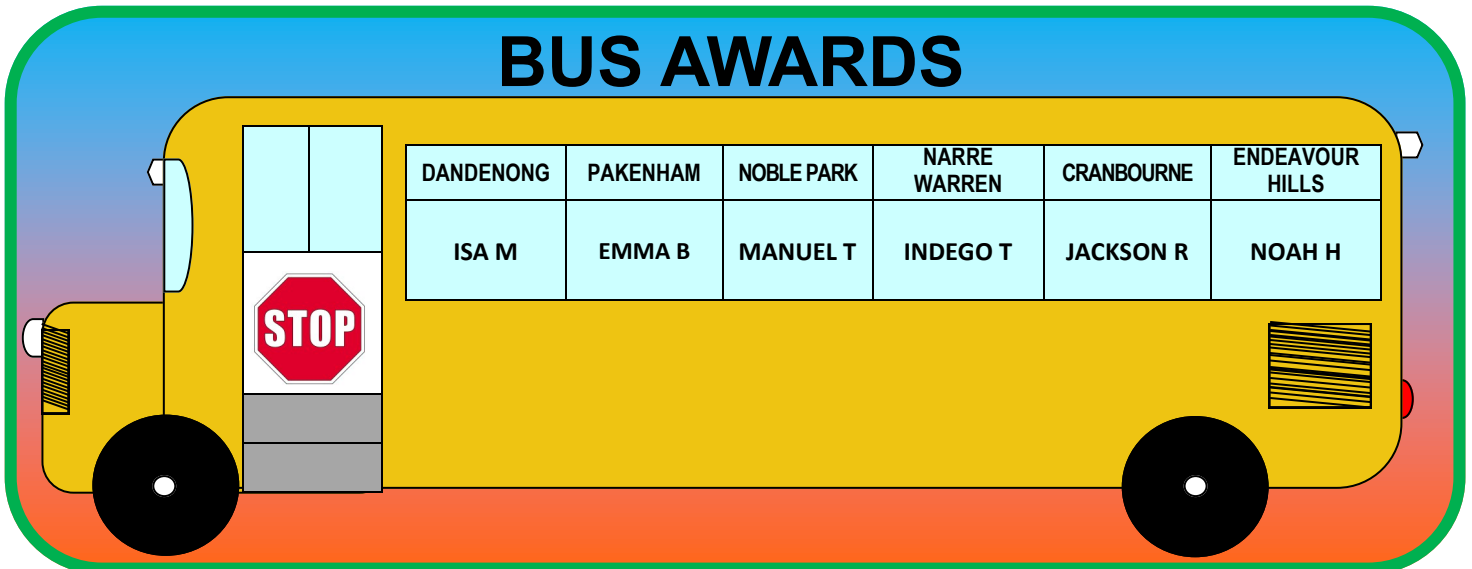 BUS AWARDS
DANDENONG PAKENHAM NOBLE PARK NARRE WARREN CRANBOURNE ENDEAVOUR HILLS
ISA M EMMA B MANUEL T INDEGO T JACKSON R NOAH H
STOP